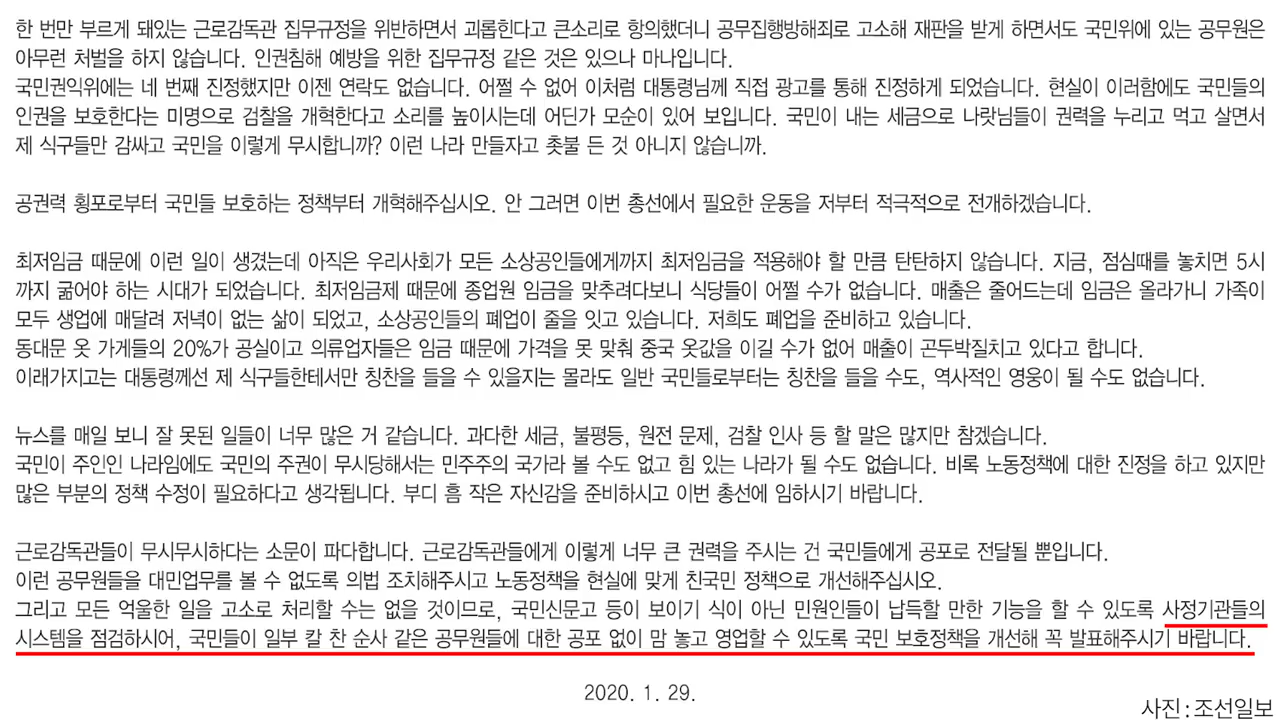 한 번만 부르게 돼있는 근로감독관 집무규정을 위반하면서 괴롭힌다고 큰소리로 항의했더니 공무집행방해죄로 고소해 재판을 받게 하면서도 국민위에 있는 공무원은
아무런 처벌을 하지 않습니다. 인권침해 예방을 위한 집무규정 같은 것은 있으나 마나입니다.
국민권익위에는 네 번째 진정했지만 이젠 연락도 없습니다. 어쩔 수 없어 이처럼 대통령님께 직접 광고를 통해 진정하게 되었습니다. 현실이 이러함에도 국민들의
인권을 보호한다는 미명으로 검찰을 개혁한다고 소리를 높이시는데 어딘가 모순이 있어 보입니다. 국민이 내는 세금으로 나랏님들이 권력을 누리고 먹고 살면서
제 식구들만 감싸고 국민을 이렇게 무시합니까? 이런 나라 만들자고 촛불 든 것 아니지 않습니까.
공권력 횡포로부터 국민들 보호하는 정책부터 개혁해주십시오. 안 그러면 이번 총선에서 필요한 운동을 저부터 적극적으로 전개하겠습니다.
최저임금 때문에 이런 일이 생겼는데 아직은 우리사회가 모든 소상공인들에게까지 최저임금을 적용해야 할 만큼 탄탄하지 않습니다. 지금, 점심때를 놓치면 5시
까지 굶어야 하는 시대가 되었습니다. 최저임금제 때문에 종업원 임금을 맞추려다보니 식당들이 어쩔 수가 없습니다. 매출은 줄어드는데 임금은 올라가니 가족이
모두 생업에 매달려 저녁이 없는 삶이 되었고, 소상공인들의 폐업이 줄을 잇고 있습니다. 저희도 폐업을 준비하고 있습니다.
동대문 옷 가게들의 20%가 공실이고 의류업자들은 임금 때문에 가격을 못 맞춰 중국 옷값을 이길 수가 없어 매출이 곤두박질치고 있다고 합니다.
이래가지고는 대통령께선 제 식구들한테서만 칭찬을 들을 수 있을지는 몰라도 일반 국민들로부터는 칭찬을 들을 수도, 역사적인 영웅이 될 수도 없습니다.
뉴스를 매일 보니 잘 못된 일들이 너무 많은 거 같습니다. 과다한 세금, 불평등, 원전 문제, 검찰 인사 등 할 말은 많지만 참겠습니다.
국민이 주인인 나라임에도 국민의 주권이 무시당해서는 민주주의 국가라 볼 수도 없고 힘 있는 나라가 될 수도 없습니다. 비록 노동정책에 대한 진정을 하고 있지만
많은 부분의 정책 수정이 필요하다고 생각됩니다. 부디 흠 작은 자신감을 준비하시고 이번 총선에 임하시기 바랍니다.
근로감독관들이 무시무시하다는 소문이 파다합니다. 근로감독관들에게 이렇게 너무 큰 권력을 주시는 건 국민들에게 공포로 전달될 뿐입니다.
이런 공무원들을 대민업무를 볼 수 없도록 의법 조치해주시고 노동정책을 현실에 맞게 친국민 정책으로 개선해주십시오.
그리고 모든 억울한 일을 고소로 처리할 수는 없을 것이므로, 국민신문고 등이 보이기 식이 아닌 민원인들이 납득할 만한 기능을 할 수 있도록 사정기관들의
시스템을 점검하시어, 국민들이 일부 칼 찬 순사 같은 공무원들에 대한 공포 없이 맘 놓고 영업할 수 있도록 국민 보호정책을 개선해 꼭 발표해주시기 바랍니다.
2020. 1. 29.
사진:조선일보